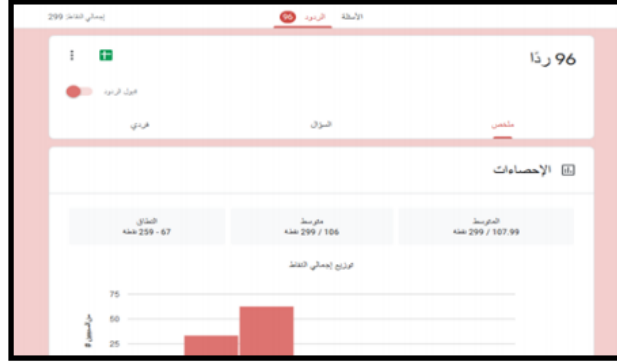 الأسئلة الردود 96 إجمالي النقاط: 299
96 ردًا
قبول الردود
ملخص السؤال فردي
الإحصاءات
المتوسط متوسط النطاق
107.99 / 299 نقطة 106 / 299 نقطة 67 - 259 نقطة
توزيع إجمالي النقاط
75
50
25